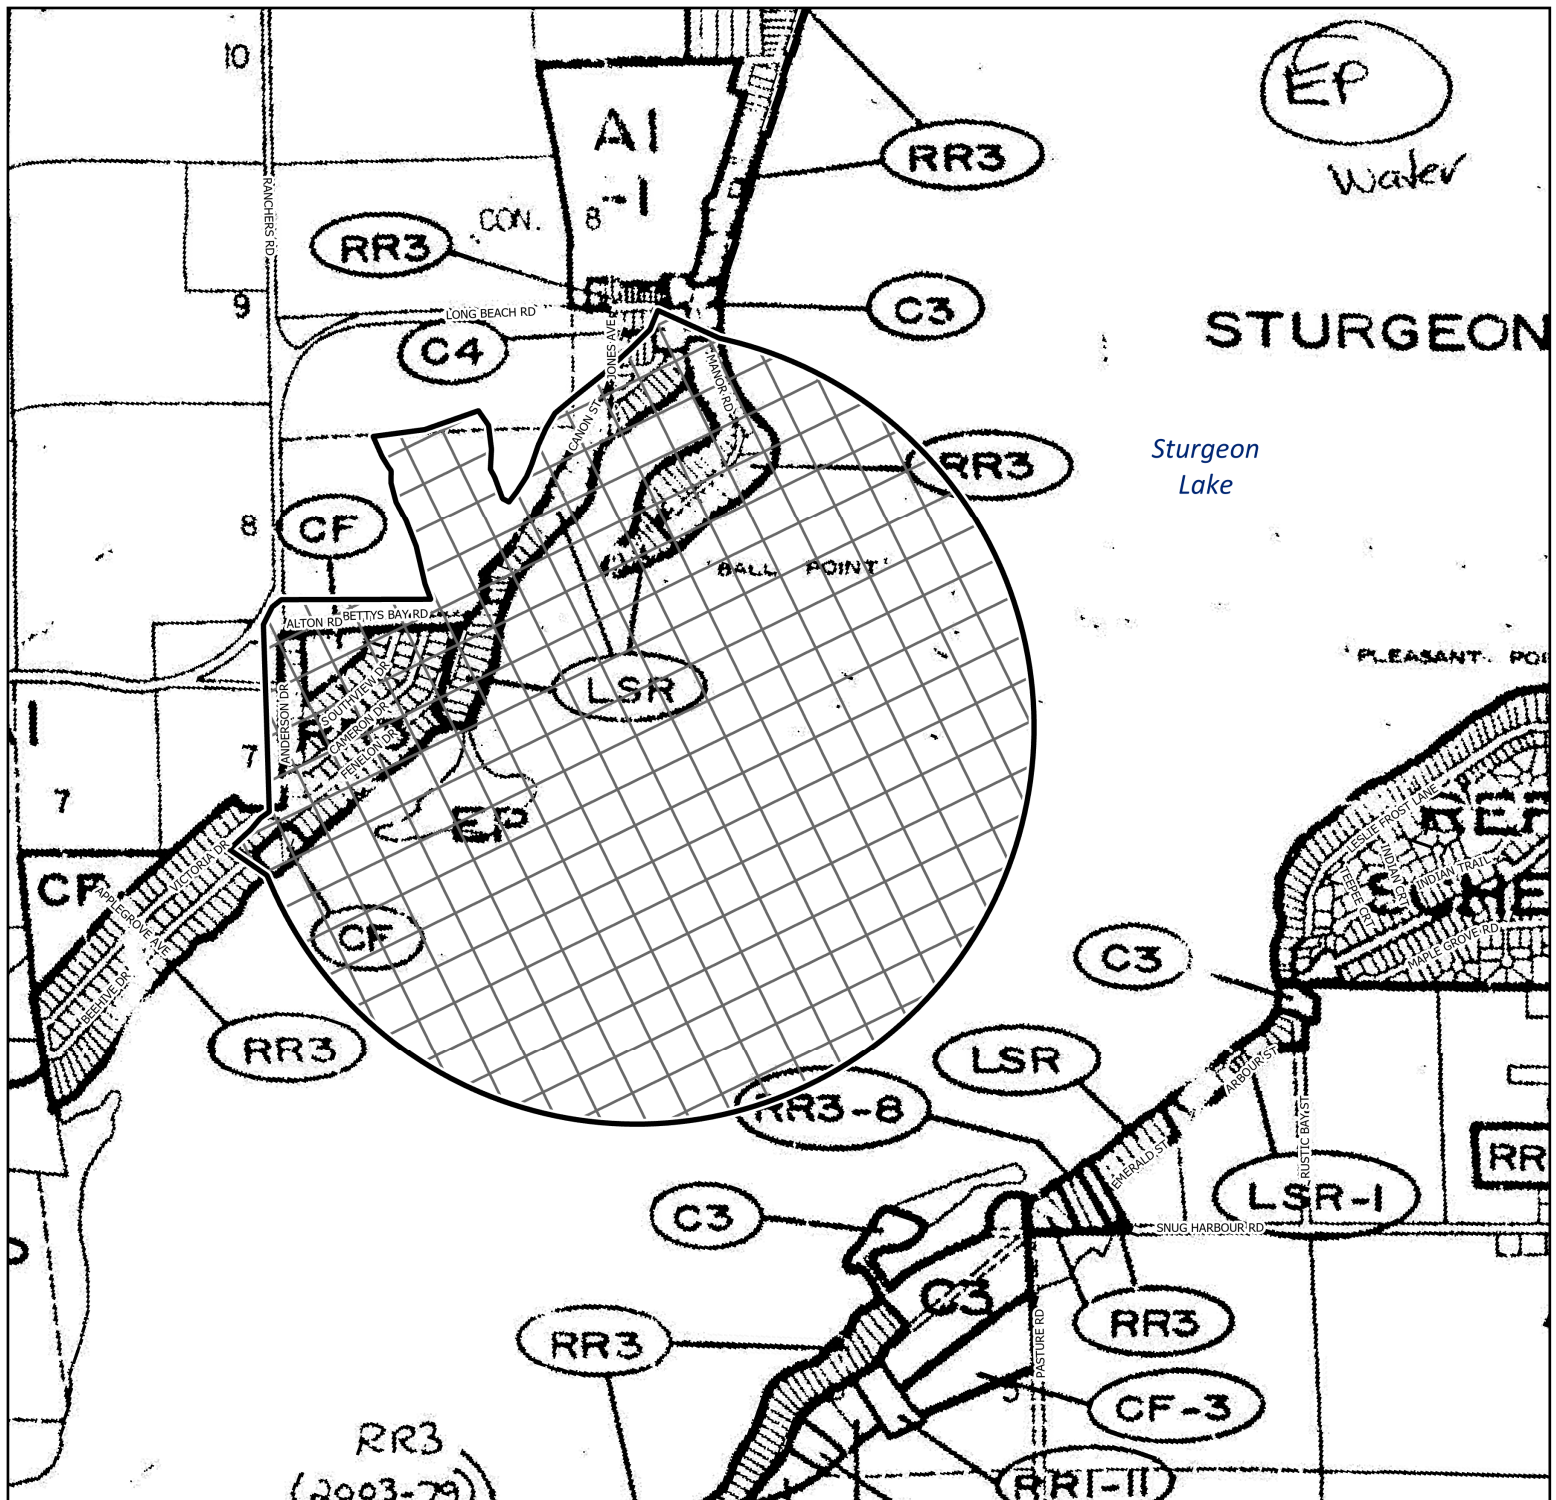 10
EP
Water
A1
-1
RR3
RANCHERS RD
CON. 8
RR3
9
LONG BEACH RD
C3
STURGEON
C4
JONES AVE
MANOR RD
CANON ST
Sturgeon
Lake
RR3
8
CF
"BALL POINT"
ALTON RD
BETTYS BAY RD
'PLEASANT
LSR
SOUTHVIEW DR
ANDERSON DR
CAMERON DR
FENELON DR
1
7
7
EP
LESLIE FROST LANE
VICTORIA DR
INDIAN CRT
INDIAN TRAIL
TEEPEE CRT
CF
APPLEGROVE AVE
CF
MAPLE GROVE RD
C3
BEEHIVE DR
RR3
LSR
ARBOUR ST
RR3-8
RUSTIC BAY ST
EMERALD ST
RR
LSR-1
C3
SNUG HARBOUR RD
C3
RR3
RR3
PASTURE RD
CF-3
RR3
(2003-79)
RR1-11